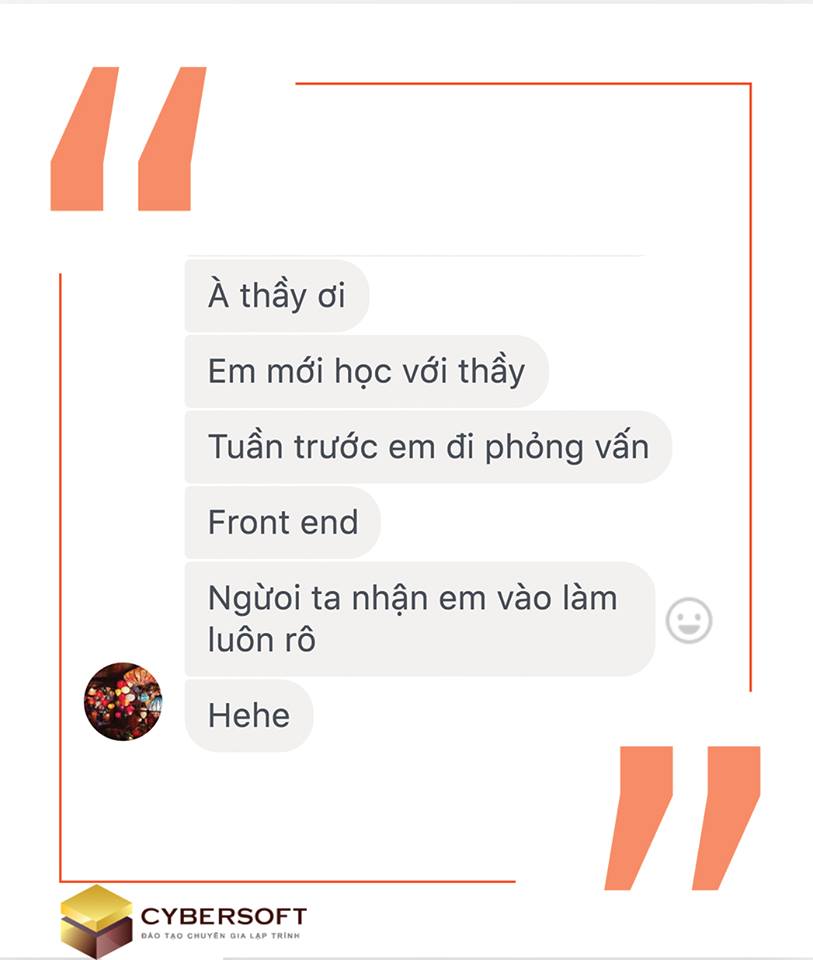 À thầy ơi
Em mới học với thầy
Tuần trước em đi phỏng vấn
Front end
Ngừoi ta nhận em vào làm
luôn rô
Hehe
CYBERSOFT
ĐÀO TẠO CHUYÊN GIA LẬP TRÌNH